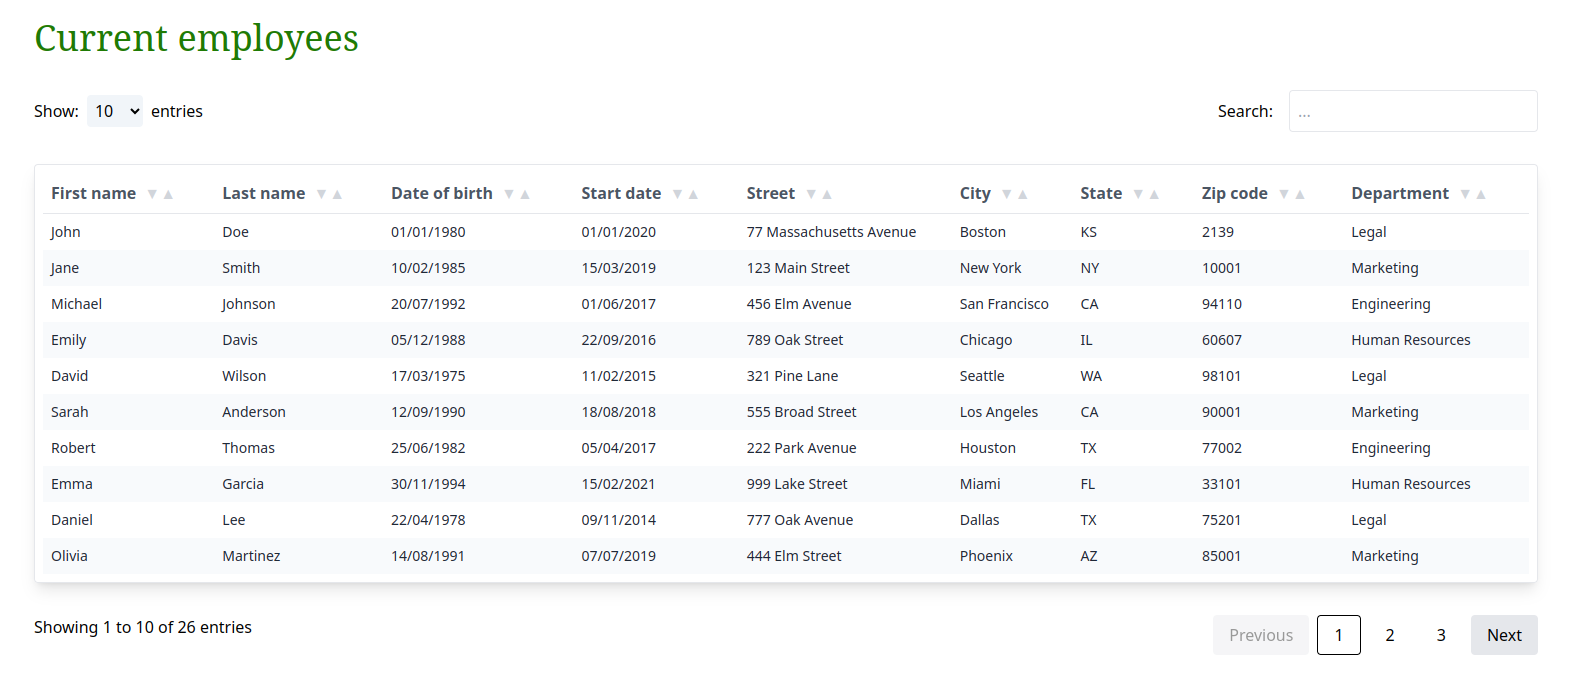 Current employees
Show: 10 entries Search: ...
First name ▼ ▲ Last name ▼ ▲ Date of birth ▼ ▲ Start date ▼ ▲ Street ▼ ▲ City ▼ ▲ State ▼ ▲ Zip code ▼ ▲ Department ▼ ▲
John Doe 01/01/1980 01/01/2020 77 Massachusetts Avenue Boston KS 2139 Legal
Jane Smith 10/02/1985 15/03/2019 123 Main Street New York NY 10001 Marketing
Michael Johnson 20/07/1992 01/06/2017 456 Elm Avenue San Francisco CA 94110 Engineering
Emily Davis 05/12/1988 22/09/2016 789 Oak Street Chicago IL 60607 Human Resources
David Wilson 17/03/1975 11/02/2015 321 Pine Lane Seattle WA 98101 Legal
Sarah Anderson 12/09/1990 18/08/2018 555 Broad Street Los Angeles CA 90001 Marketing
Robert Thomas 25/06/1982 05/04/2017 222 Park Avenue Houston TX 77002 Engineering
Emma Garcia 30/11/1994 15/02/2021 999 Lake Street Miami FL 33101 Human Resources
Daniel Lee 22/04/1978 09/11/2014 777 Oak Avenue Dallas TX 75201 Legal
Olivia Martinez 14/08/1991 07/07/2019 444 Elm Street Phoenix AZ 85001 Marketing
Showing 1 to 10 of 26 entries Previous 1 2 3 Next